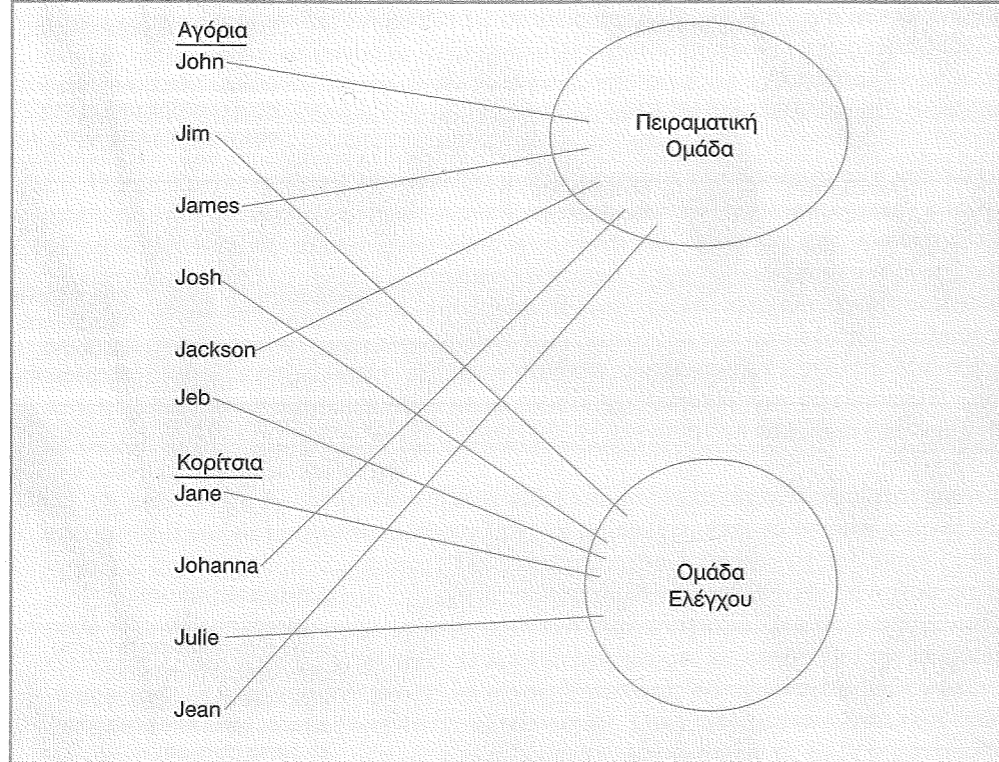 Αγόρια
John
Jim
James
Josh
Jackson
Jeb
Κορίτσια
Jane
Johanna
Julie
Jean
Πειραματική
Ομάδα
Ομάδα
Ελέγχου